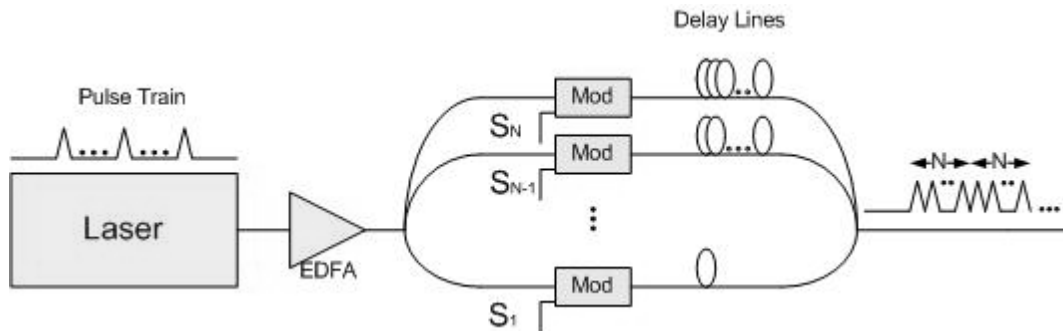 Delay Lines
Pulse Train
Mod
S_N
Mod
S_N-1
N N
Laser
EDFA
Mod
S_1